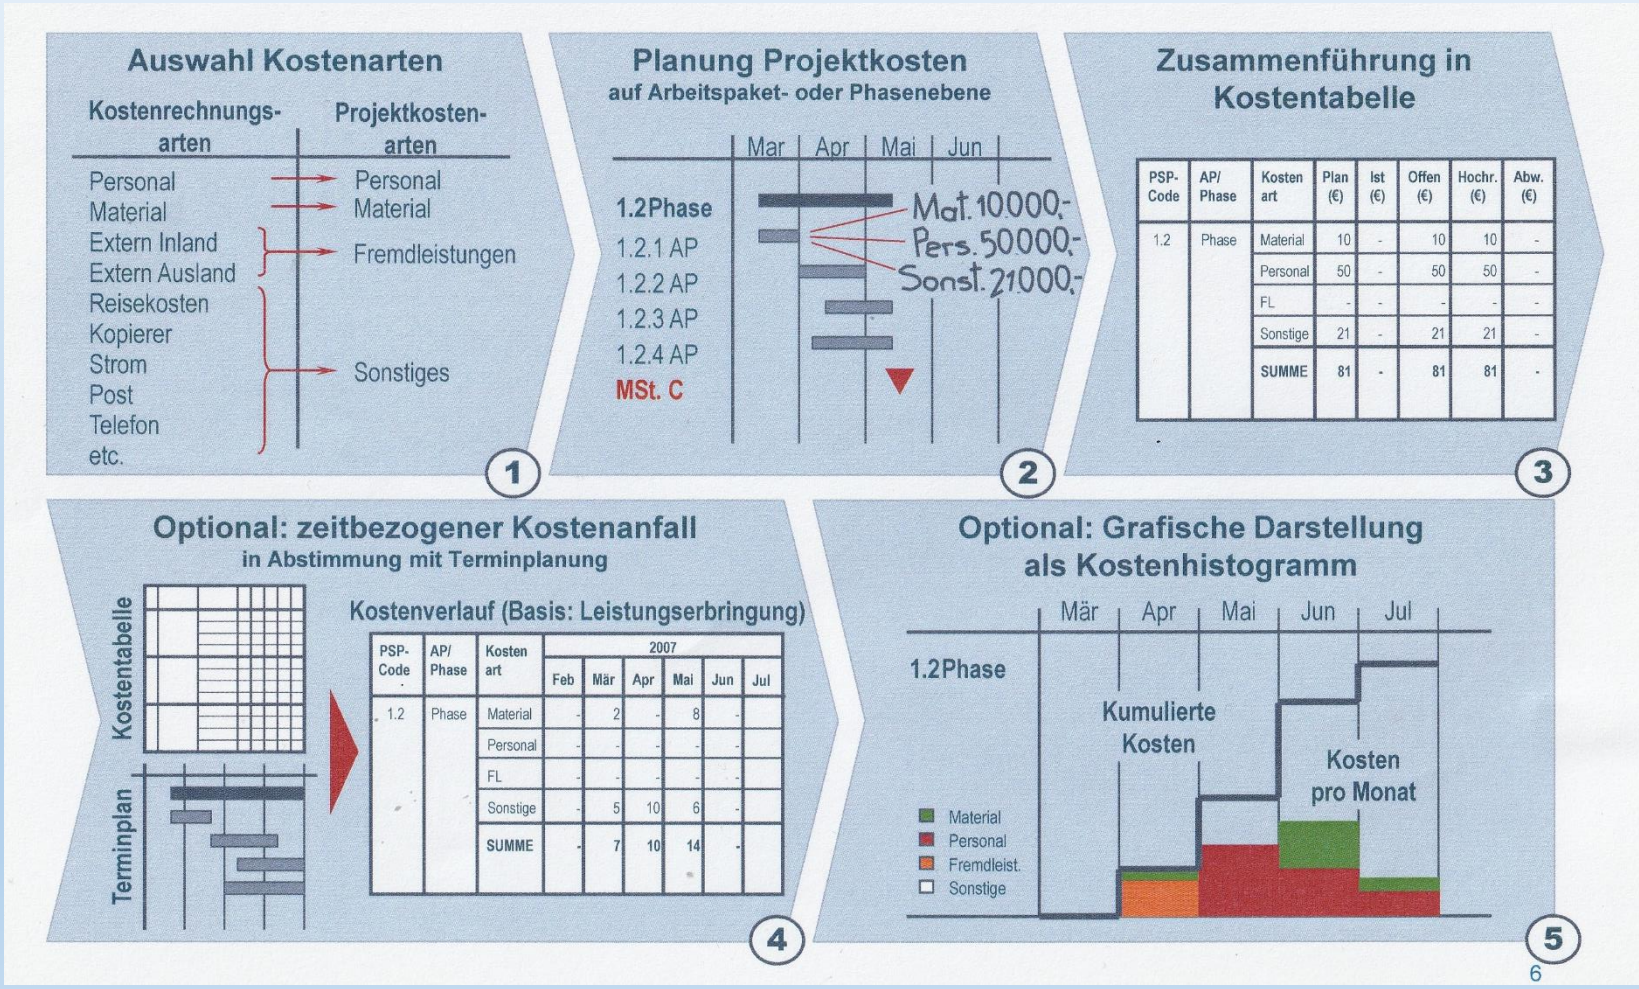 Auswahl Kostenarten
Kostenrechnungs-
arten
Projektkosten-
arten
Personal
Material
Extern Inland
Extern Ausland
Reisekosten
Kopierer
Strom
Post
Telefon
etc.
Personal
Material
Fremdleistungen
Sonstiges
1
Planung Projektkosten
auf Arbeitspaket- oder Phasenebene
Mar Apr Mai Jun
1.2Phase
1.2.1 AP
1.2.2 AP
1.2.3 AP
1.2.4 AP
MSt. C
Mat. 10.000,-
Pers. 50000,-
Sonst. 21000,-
2
Zusammenführung in
Kostentabelle
PSP- AP/ Kosten Plan Ist Offen Hochr. Abw.
Code Phase art (€) (€) (€) (€) (€)
1.2 Phase Material 10 - 10 10 -
Personal 50 - 50 50 -
FL - - - - -
Sonstige 21 - 21 21 -
SUMME 81 - 81 81 -
3
Optional: zeitbezogener Kostenanfall
in Abstimmung mit Terminplanung
Kostentabelle
Terminplan
Kostenverlauf (Basis: Leistungserbringung)
PSP- AP/ Kosten 2007
Code Phase art
Feb Mär Apr Mai Jun Jul
1.2 Phase Material - 2 - 8 -
Personal - - - - -
FL - - - - -
Sonstige - 5 10 6 -
SUMME - 7 10 14 -
4
Optional: Grafische Darstellung
als Kostenhistogramm
Mär Apr Mai Jun Jul
1.2Phase
Kumulierte
Kosten
Kosten
pro Monat
Material
Personal
Fremdleist.
Sonstige
5
6